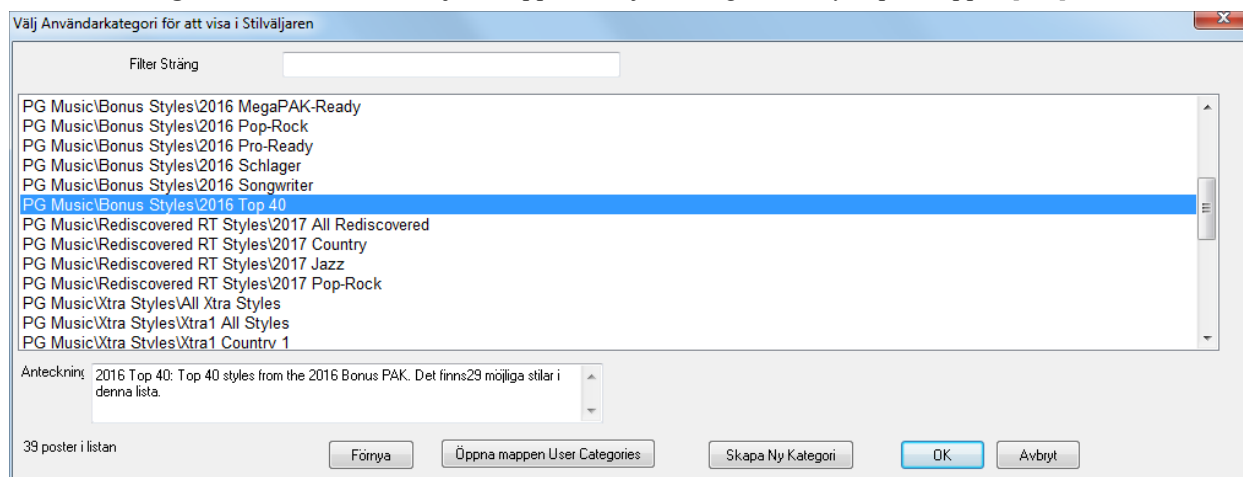 Välj Användarkategori för att visa i Stilväljaren
Filter Sträng
PG Music\Bonus Styles\2016 MegaPAK-Ready
PG Music\Bonus Styles\2016 Pop-Rock
PG Music\Bonus Styles\2016 Pro-Ready
PG Music\Bonus Styles\2016 Schlager
PG Music\Bonus Styles\2016 Songwriter
PG Music\Bonus Styles\2016 Top 40
PG Music\Rediscovered RT Styles\2017 All Rediscovered
PG Music\Rediscovered RT Styles\2017 Country
PG Music\Rediscovered RT Styles\2017 Jazz
PG Music\Rediscovered RT Styles\2017 Pop-Rock
PG Music\Xtra Styles\All Xtra Styles
PG Music\Xtra Styles\Xtra1 All Styles
PG Music\Xtra Styles\Xtra1 Country 1
Anteckning
2016 Top 40: Top 40 styles from the 2016 Bonus PAK. Det finns29 möjliga stilar i
denna lista.
39 poster i listan
Förnya
Öppna mappen User Categories
Skapa Ny Kategori
OK
Avbryt